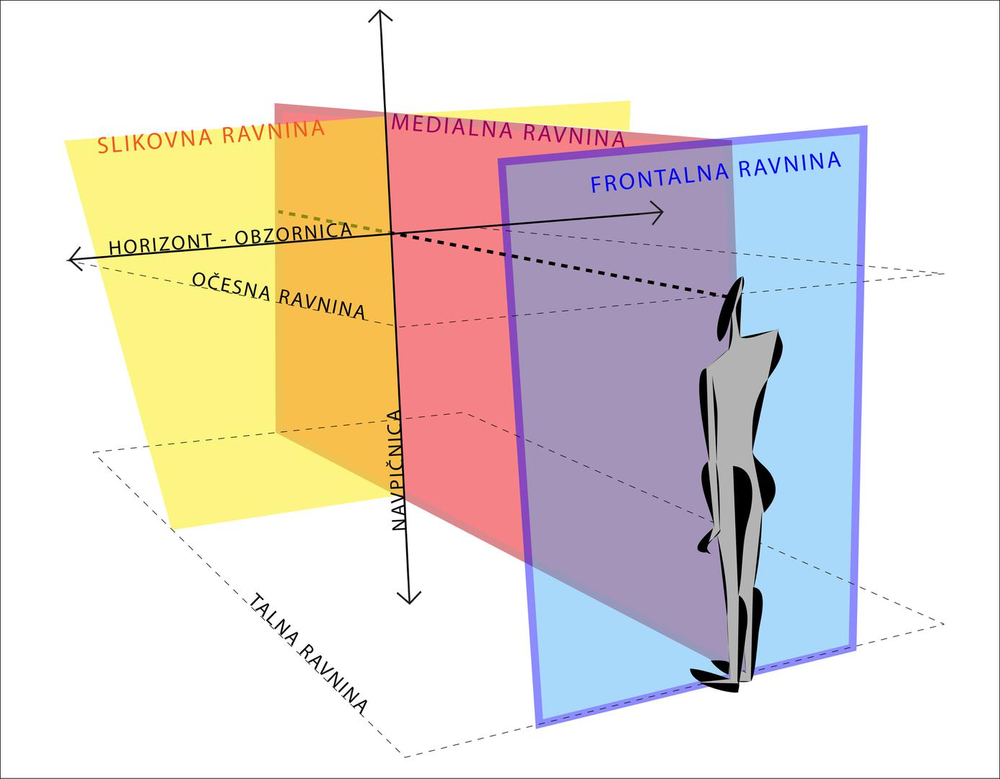 SLIKOVNA RAVNINA
MEDIALNA RAVNINA
FRONTALNA RAVNINA
HORIZONT - OBZORNICA
OČESNA RAVNINA
NAVPIČNICA
TALNA RAVNINA